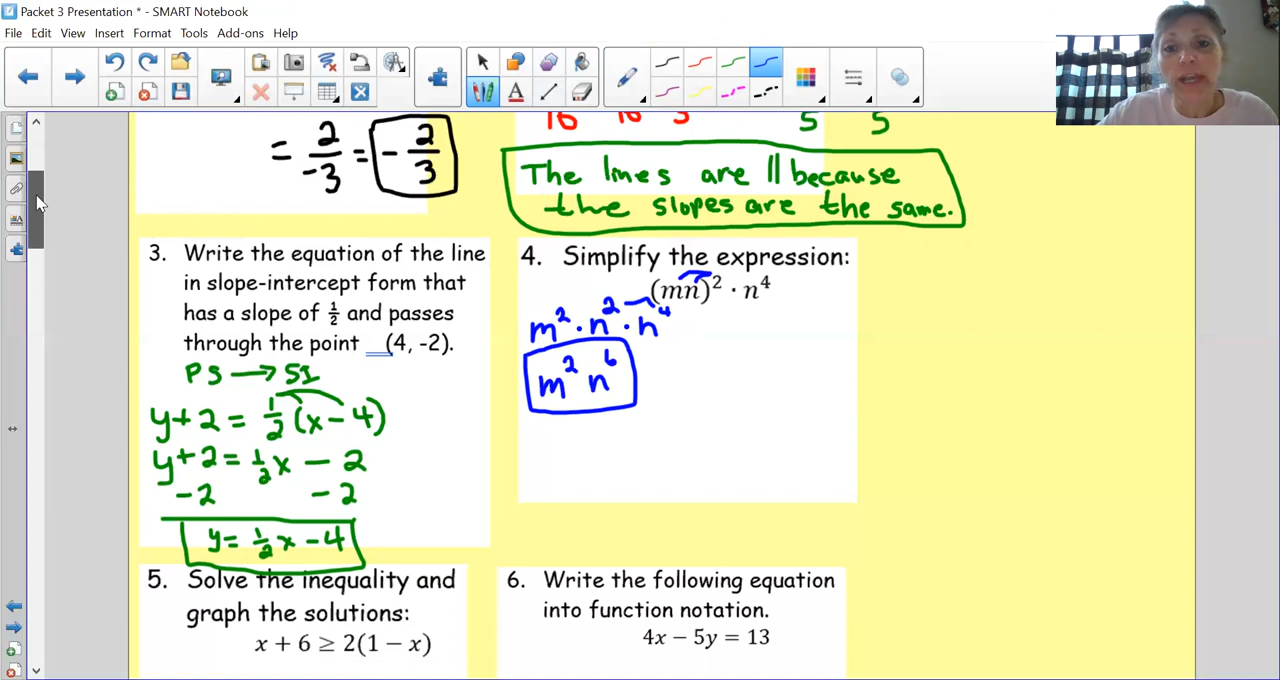 Packet 3 Presentation * - SMART Notebook
File Edit View Insert Format Tools Add-ons Help
= 2/-3 = - 2/3
16 16 3 5 5
The lines are || because
the slopes are the same.
3. Write the equation of the line
in slope-intercept form that
has a slope of ½ and passes
through the point __(4, -2).
PS → SI
y+2 = ½(x-4)
y+2 = ½x - 2
-2 -2
y = ½x - 4
4. Simplify the expression:
(mn)² · n⁴
m² · n² · n⁴
m² n⁶
5. Solve the inequality and
graph the solutions:
x + 6 ≥ 2(1 − x)
6. Write the following equation
into function notation.
4x − 5y = 13